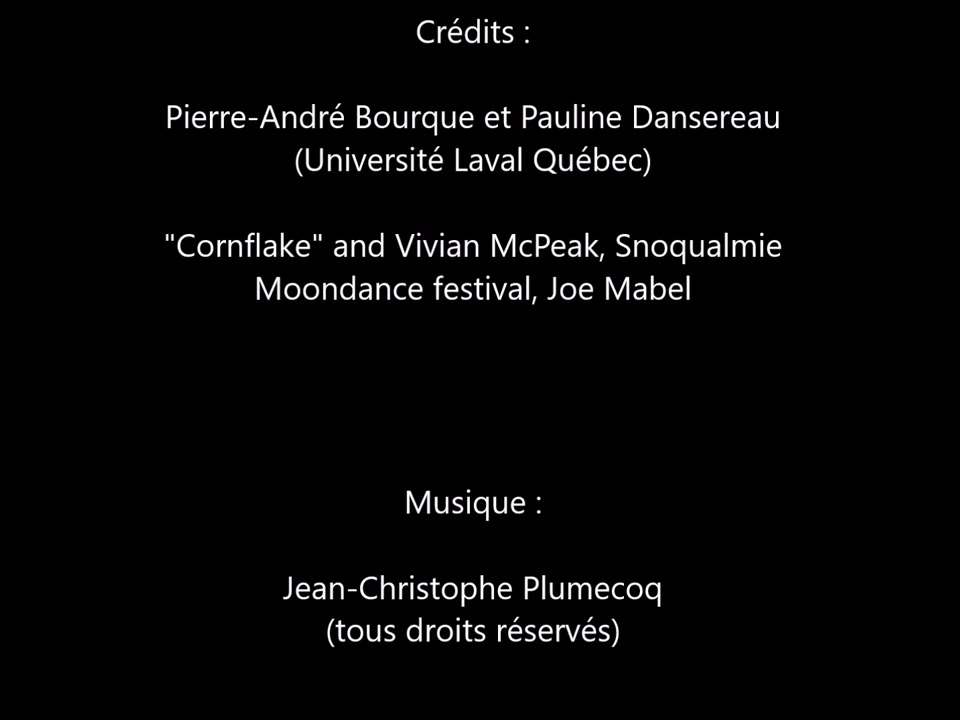 Crédits :
Pierre-André Bourque et Pauline Dansereau
(Université Laval Québec)
"Cornflake" and Vivian McPeak, Snoqualmie
Moondance festival, Joe Mabel
Musique :
Jean-Christophe Plumecoq
(tous droits réservés)